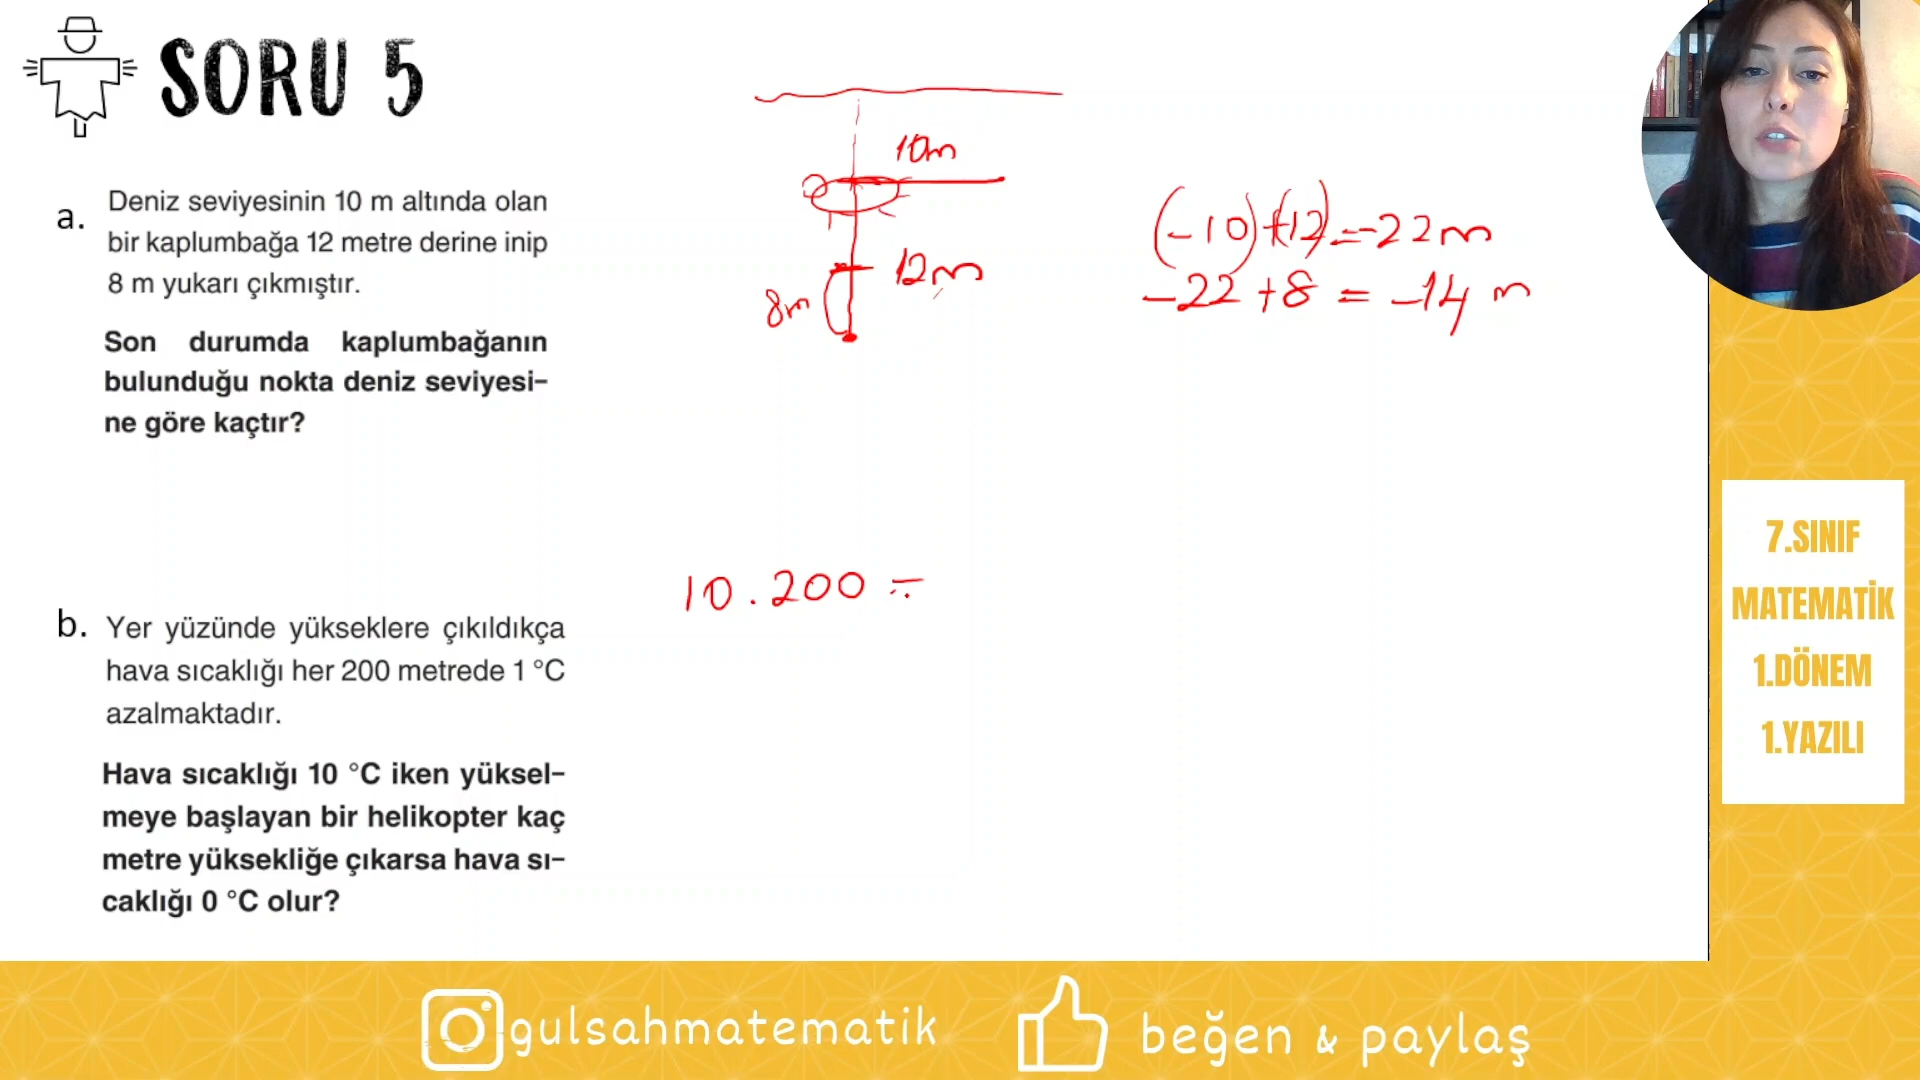 SORU 5
a. Deniz seviyesinin 10 m altında olan
bir kaplumbağa 12 metre derine inip
8 m yukarı çıkmıştır.
Son durumda kaplumbağanın
bulunduğu nokta deniz seviyesi-
ne göre kaçtır?
10m
12m
8m
(-10)+(12)=-22m
-22+8 = -14 m
b. Yer yüzünde yükseklere çıkıldıkça
hava sıcaklığı her 200 metrede 1 °C
azalmaktadır.
Hava sıcaklığı 10 °C iken yüksel-
meye başlayan bir helikopter kaç
metre yüksekliğe çıkarsa hava sı-
caklığı 0 °C olur?
10.200 =
7.SINIF
MATEMATİK
1.DÖNEM
1.YAZILI
gulsahmatematik
beğen & paylaş